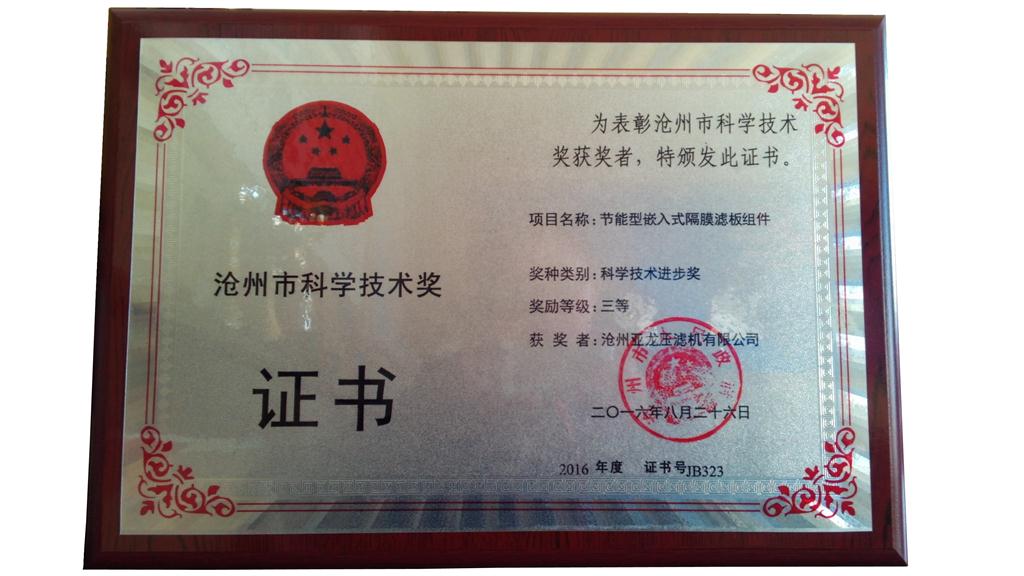 沧州市科学技术奖
证书
为表彰沧州市科学技术
奖获奖者，特颁发此证书。
项目名称：节能型嵌入式隔膜滤板组件
奖种类别：科学技术进步奖
奖励等级：三等
获 奖 者：沧州亚龙压滤机有限公司
二〇一六年八月二十六日
2016 年度 证书号JB323